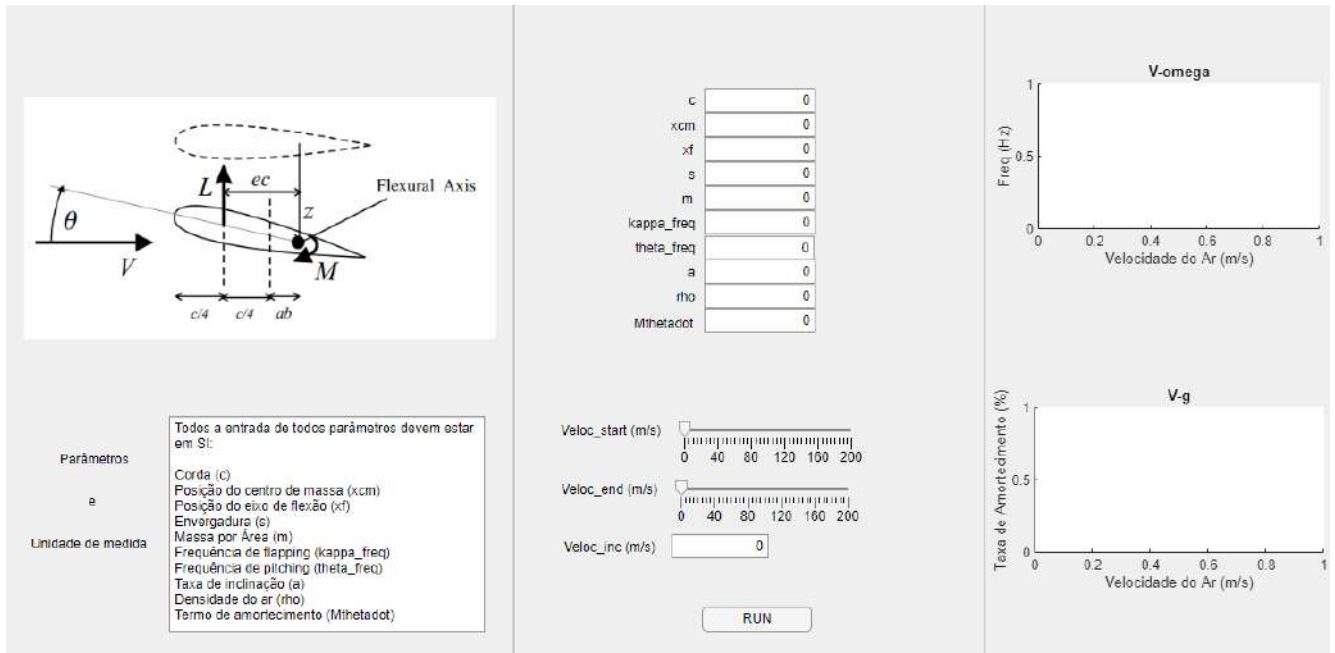 L
ec
Flexural Axis
z
θ
V
M
c/4
c/4
ab
Parâmetros
e
Unidade de medida
Todos a entrada de todos parâmetros devem estar
em SI:
Corda (c)
Posição do centro de massa (xcm)
Posição do eixo de flexão (xf)
Envergadura (s)
Massa por Área (m)
Frequência de flapping (kappa_freq)
Frequência de pitching (theta_freq)
Taxa de inclinação (a)
Densidade do ar (rho)
Termo de amortecimento (Mthetadot)
c 0
xcm 0
xf 0
s 0
m 0
kappa_freq 0
theta_freq 0
a 0
rho 0
Mthetadot 0
Veloc_start (m/s)
0 40 80 120 160 200
Veloc_end (m/s)
0 40 80 120 160 200
Veloc_inc (m/s) 0
RUN
V-omega
Freq (Hz)
1
0.5
0
0 0.2 0.4 0.6 0.8 1
Velocidade do Ar (m/s)
V-g
Taxa de Amortecimento (%)
1
0.5
0
0 0.2 0.4 0.6 0.8 1
Velocidade do Ar (m/s)